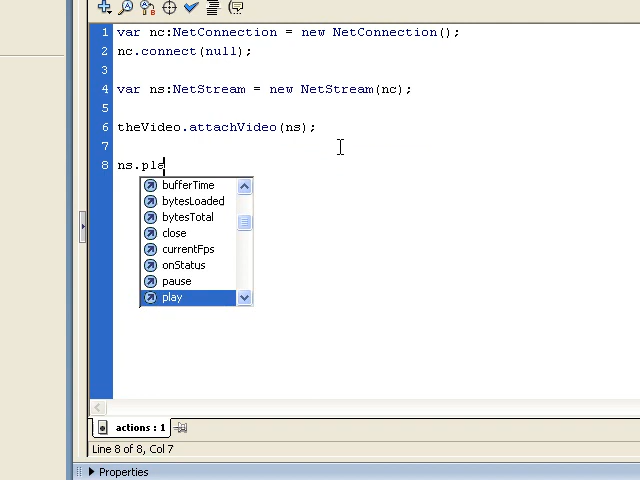 1 var nc:NetConnection = new NetConnection();
2 nc.connect(null);
3
4 var ns:NetStream = new NetStream(nc);
5
6 theVideo.attachVideo(ns);
7
8 ns.pls
bufferTime
bytesLoaded
bytesTotal
close
currentFps
onStatus
pause
play
actions : 1
Line 8 of 8, Col 7
Properties